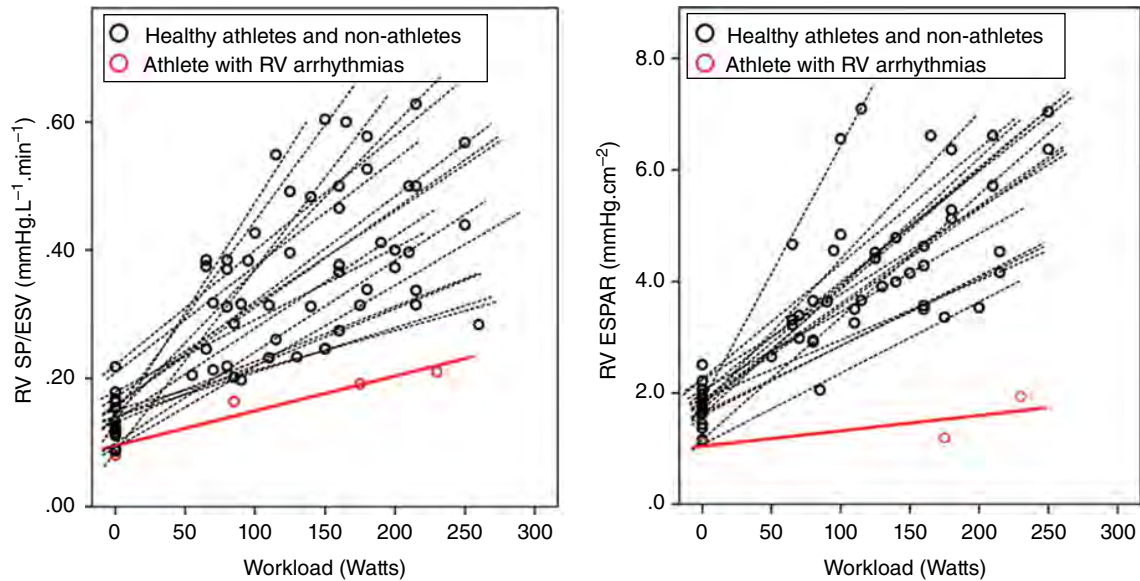 Healthy athletes and non-athletes
Athlete with RV arrhythmias
RV SP/ESV (mmHg.L⁻¹.min⁻¹)
.60
.40
.20
.00
0 50 100 150 200 250 300
Workload (Watts)
Healthy athletes and non-athletes
Athlete with RV arrhythmias
RV ESPAR (mmHg.cm⁻²)
8.0
6.0
4.0
2.0
.0
0 50 100 150 200 250 300
Workload (Watts)